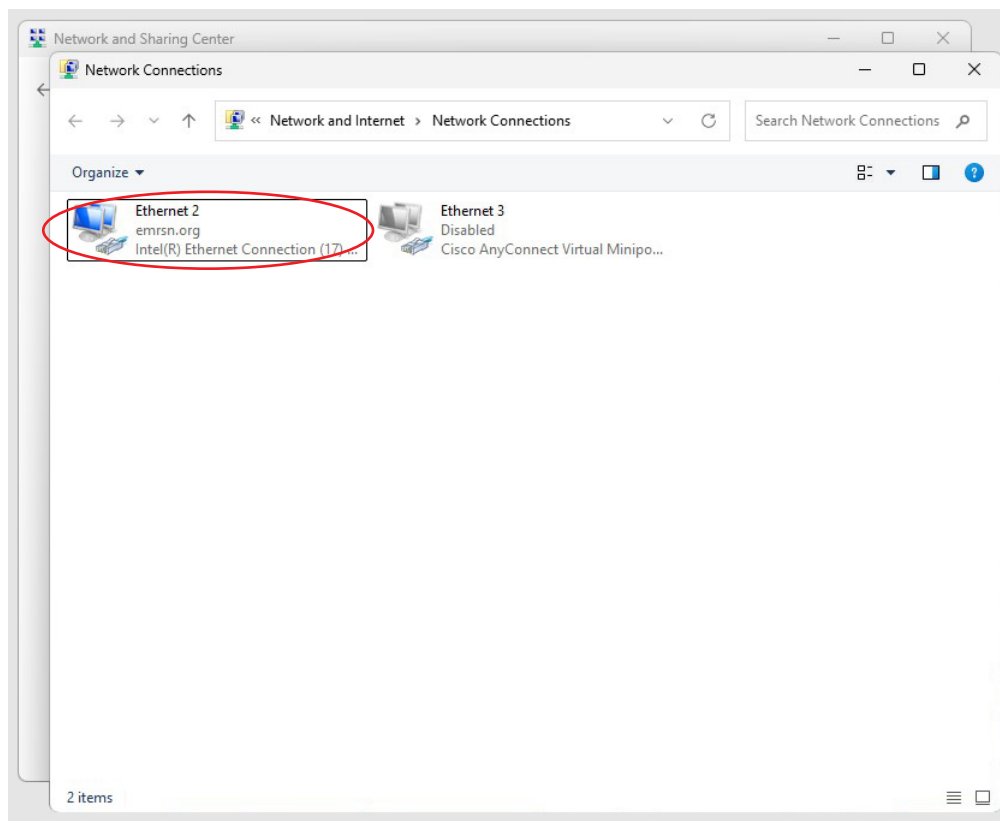 Network and Sharing Center
Network Connections
« Network and Internet › Network Connections
Search Network Connections
Organize
?
Ethernet 2
emrsn.org
Intel(R) Ethernet Connection (17) ...
Ethernet 3
Disabled
Cisco AnyConnect Virtual Minipo...
2 items